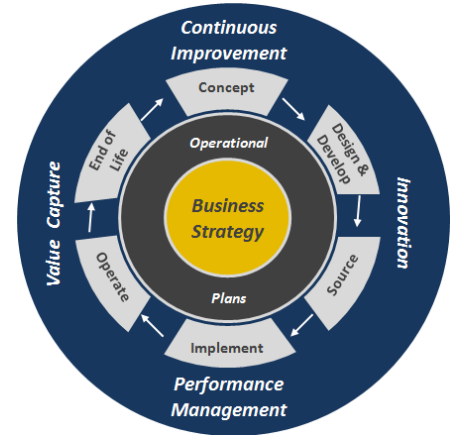 Continuous
Improvement
Concept
Design &
Develop
Innovation
Source
Implement
Performance
Management
Operate
Value Capture
End of
Life
Operational
Business
Strategy
Plans